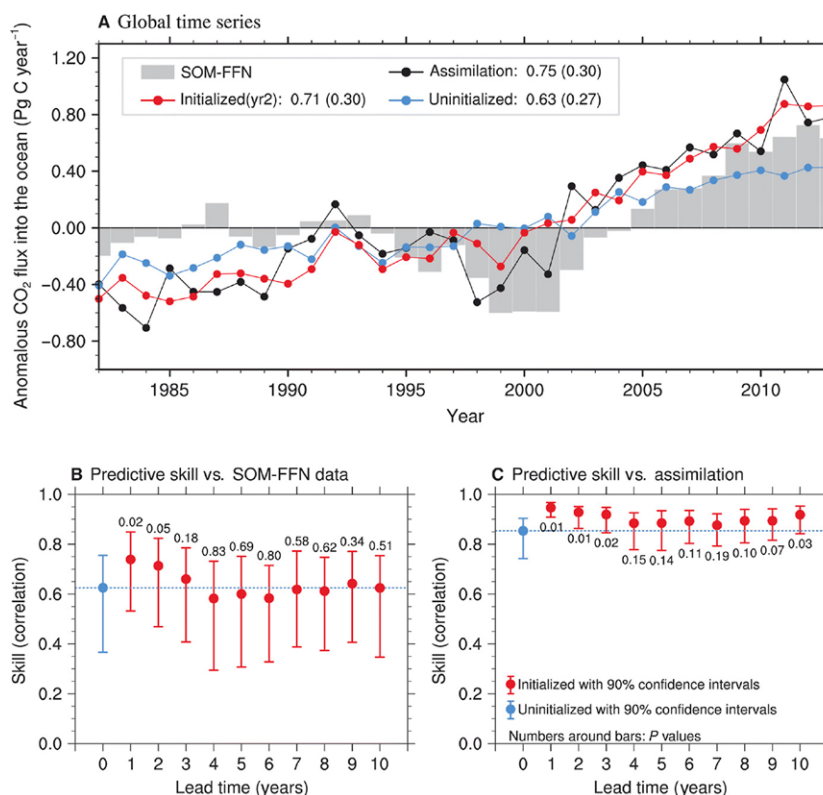 A Global time series
Anomalous CO₂ flux into the ocean (Pg C year⁻¹)
1.20
0.80
0.40
0.00
−0.40
−0.80
SOM-FFN
Assimilation: 0.75 (0.30)
Initialized(yr2): 0.71 (0.30)
Uninitialized: 0.63 (0.27)
1985 1990 1995 2000 2005 2010
Year
B Predictive skill vs. SOM-FFN data
Skill (correlation)
1.0
0.8
0.6
0.4
0.2
0.0
0.02 0.05 0.18 0.83 0.69 0.80 0.58 0.62 0.34 0.51
0 1 2 3 4 5 6 7 8 9 10
Lead time (years)
C Predictive skill vs. assimilation
Skill (correlation)
1.0
0.8
0.6
0.4
0.2
0.0
0.01 0.01 0.02 0.15 0.14 0.11 0.19 0.10 0.07 0.03
Initialized with 90% confidence intervals
Uninitialized with 90% confidence intervals
Numbers around bars: P values
0 1 2 3 4 5 6 7 8 9 10
Lead time (years)